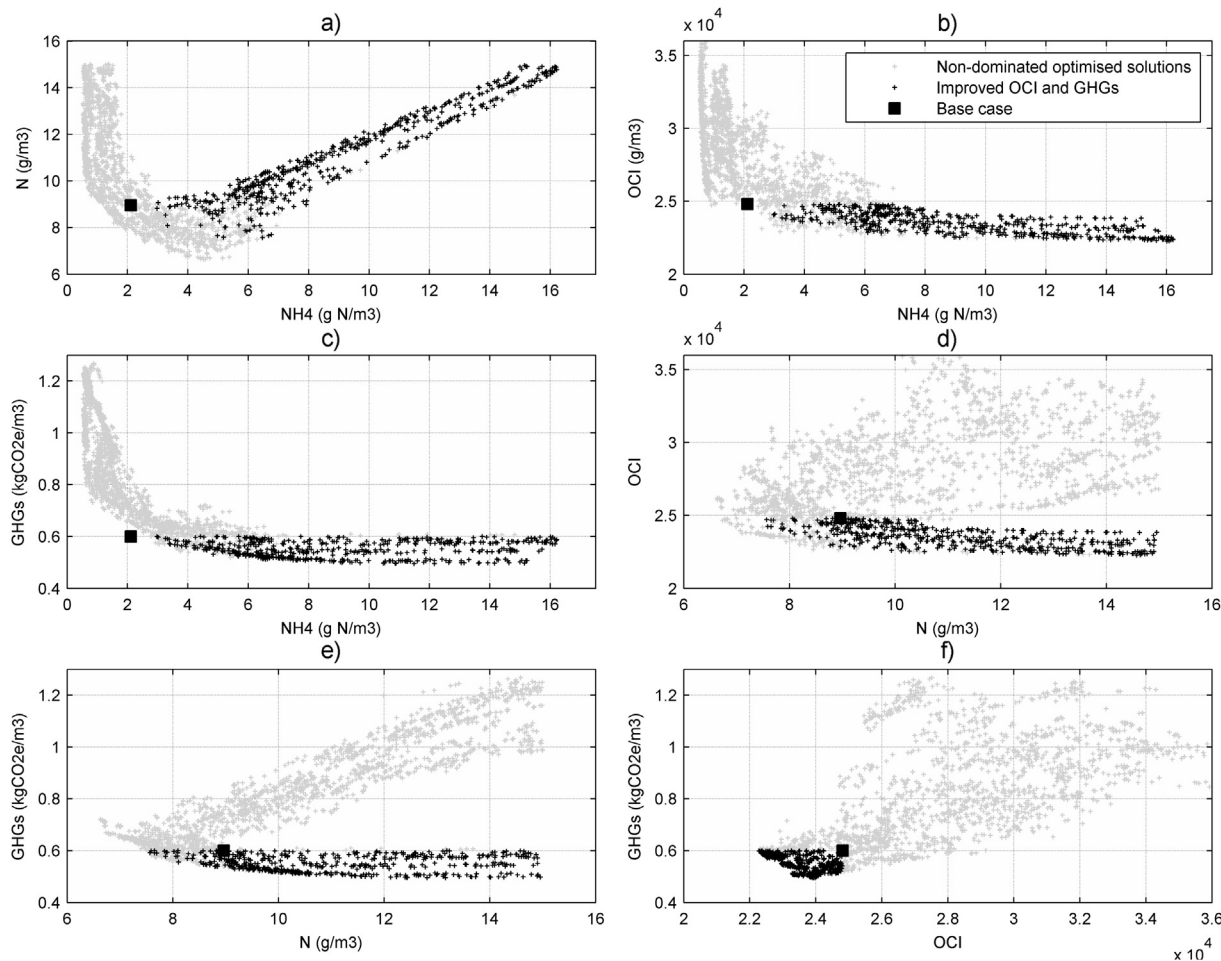 a)
16
14
12
10
8
6
N (g/m3)
0 2 4 6 8 10 12 14 16
NH4 (g N/m3)
b)
x 10^4
3.5
3
2.5
2
OCI (g/m3)
Non-dominated optimised solutions
Improved OCI and GHGs
Base case
0 2 4 6 8 10 12 14 16
NH4 (g N/m3)
c)
1.2
1
0.8
0.6
0.4
GHGs (kgCO2e/m3)
0 2 4 6 8 10 12 14 16
NH4 (g N/m3)
d)
x 10^4
3.5
3
2.5
2
OCI
6 8 10 12 14 16
N (g/m3)
e)
1.2
1
0.8
0.6
0.4
GHGs (kgCO2e/m3)
6 8 10 12 14 16
N (g/m3)
f)
1.2
1
0.8
0.6
0.4
GHGs (kgCO2e/m3)
2 2.2 2.4 2.6 2.8 3 3.2 3.4 3.6
OCI
x 10^4